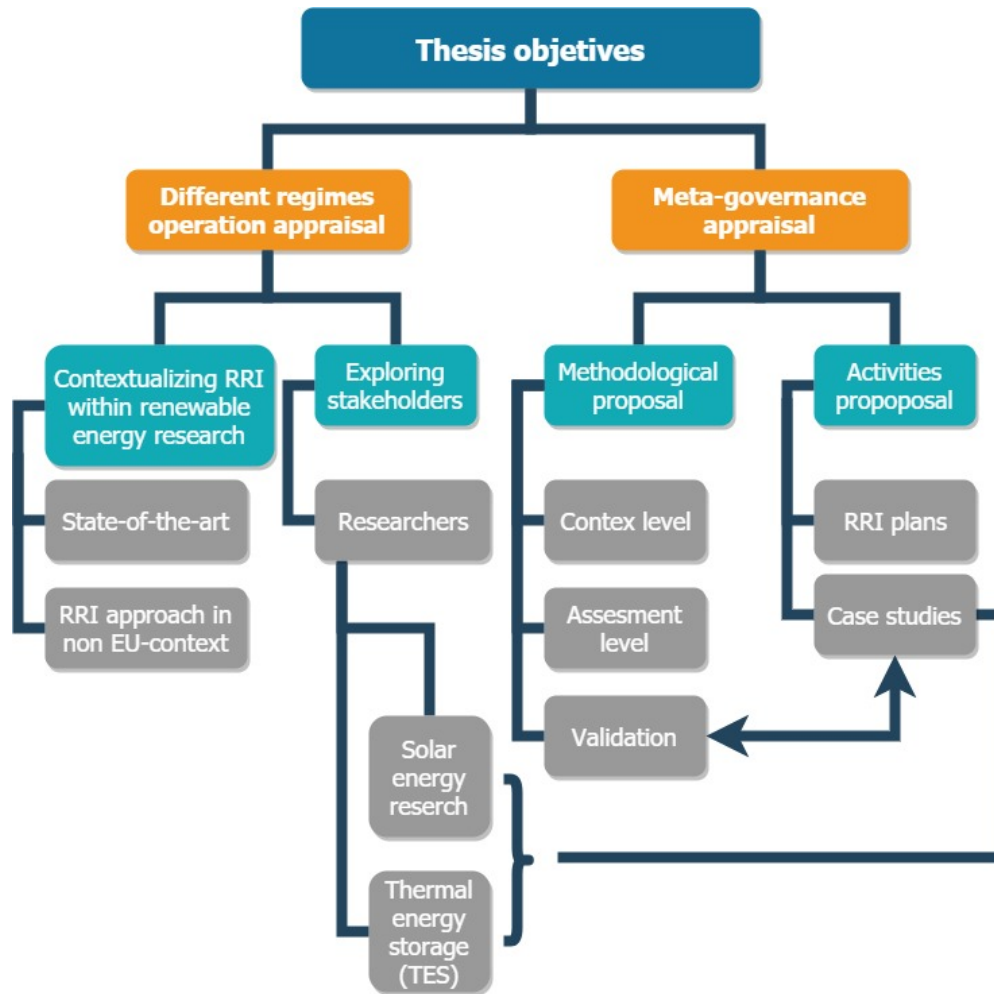 Thesis objetives
Different regimes
operation appraisal
Meta-governance
appraisal
Contextualizing RRI
within renewable
energy research
Exploring
stakeholders
Methodological
proposal
Activities
propoposal
State-of-the-art
Researchers
Contex level
RRI plans
RRI approach in
non EU-context
Assesment
level
Case studies
Validation
Solar
energy
reserch
Thermal
energy
storage
(TES)